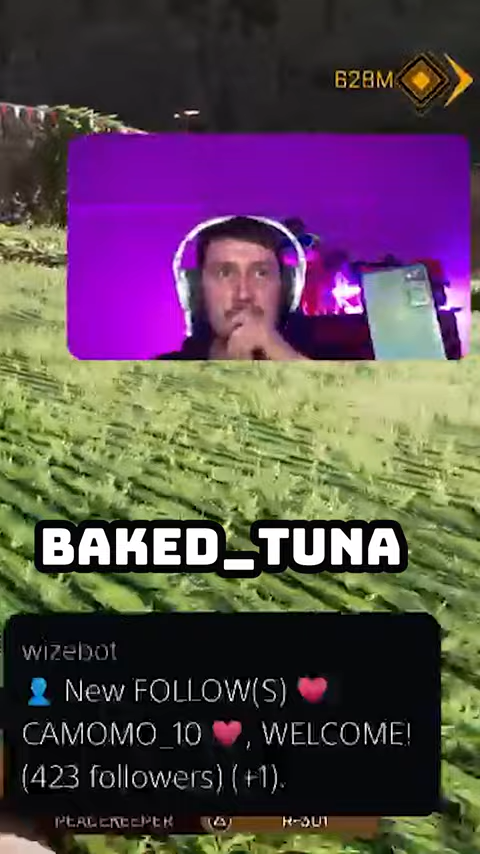 628M
BAKED_TUNA
wizebot
👤 New FOLLOW(S) ❤️
CAMOMO_10 ❤️, WELCOME!
(423 followers) (+1).
PEACEKEEPER R-301